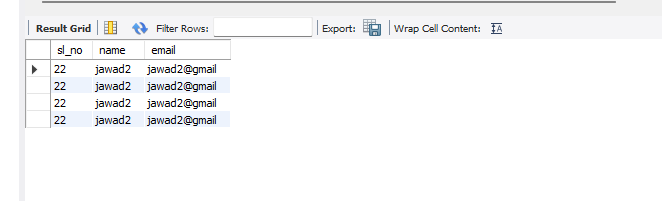 Result Grid Filter Rows: Export: Wrap Cell Content: IA
sl_no name email
22 jawad2 jawad2@gmail
22 jawad2 jawad2@gmail
22 jawad2 jawad2@gmail
22 jawad2 jawad2@gmail